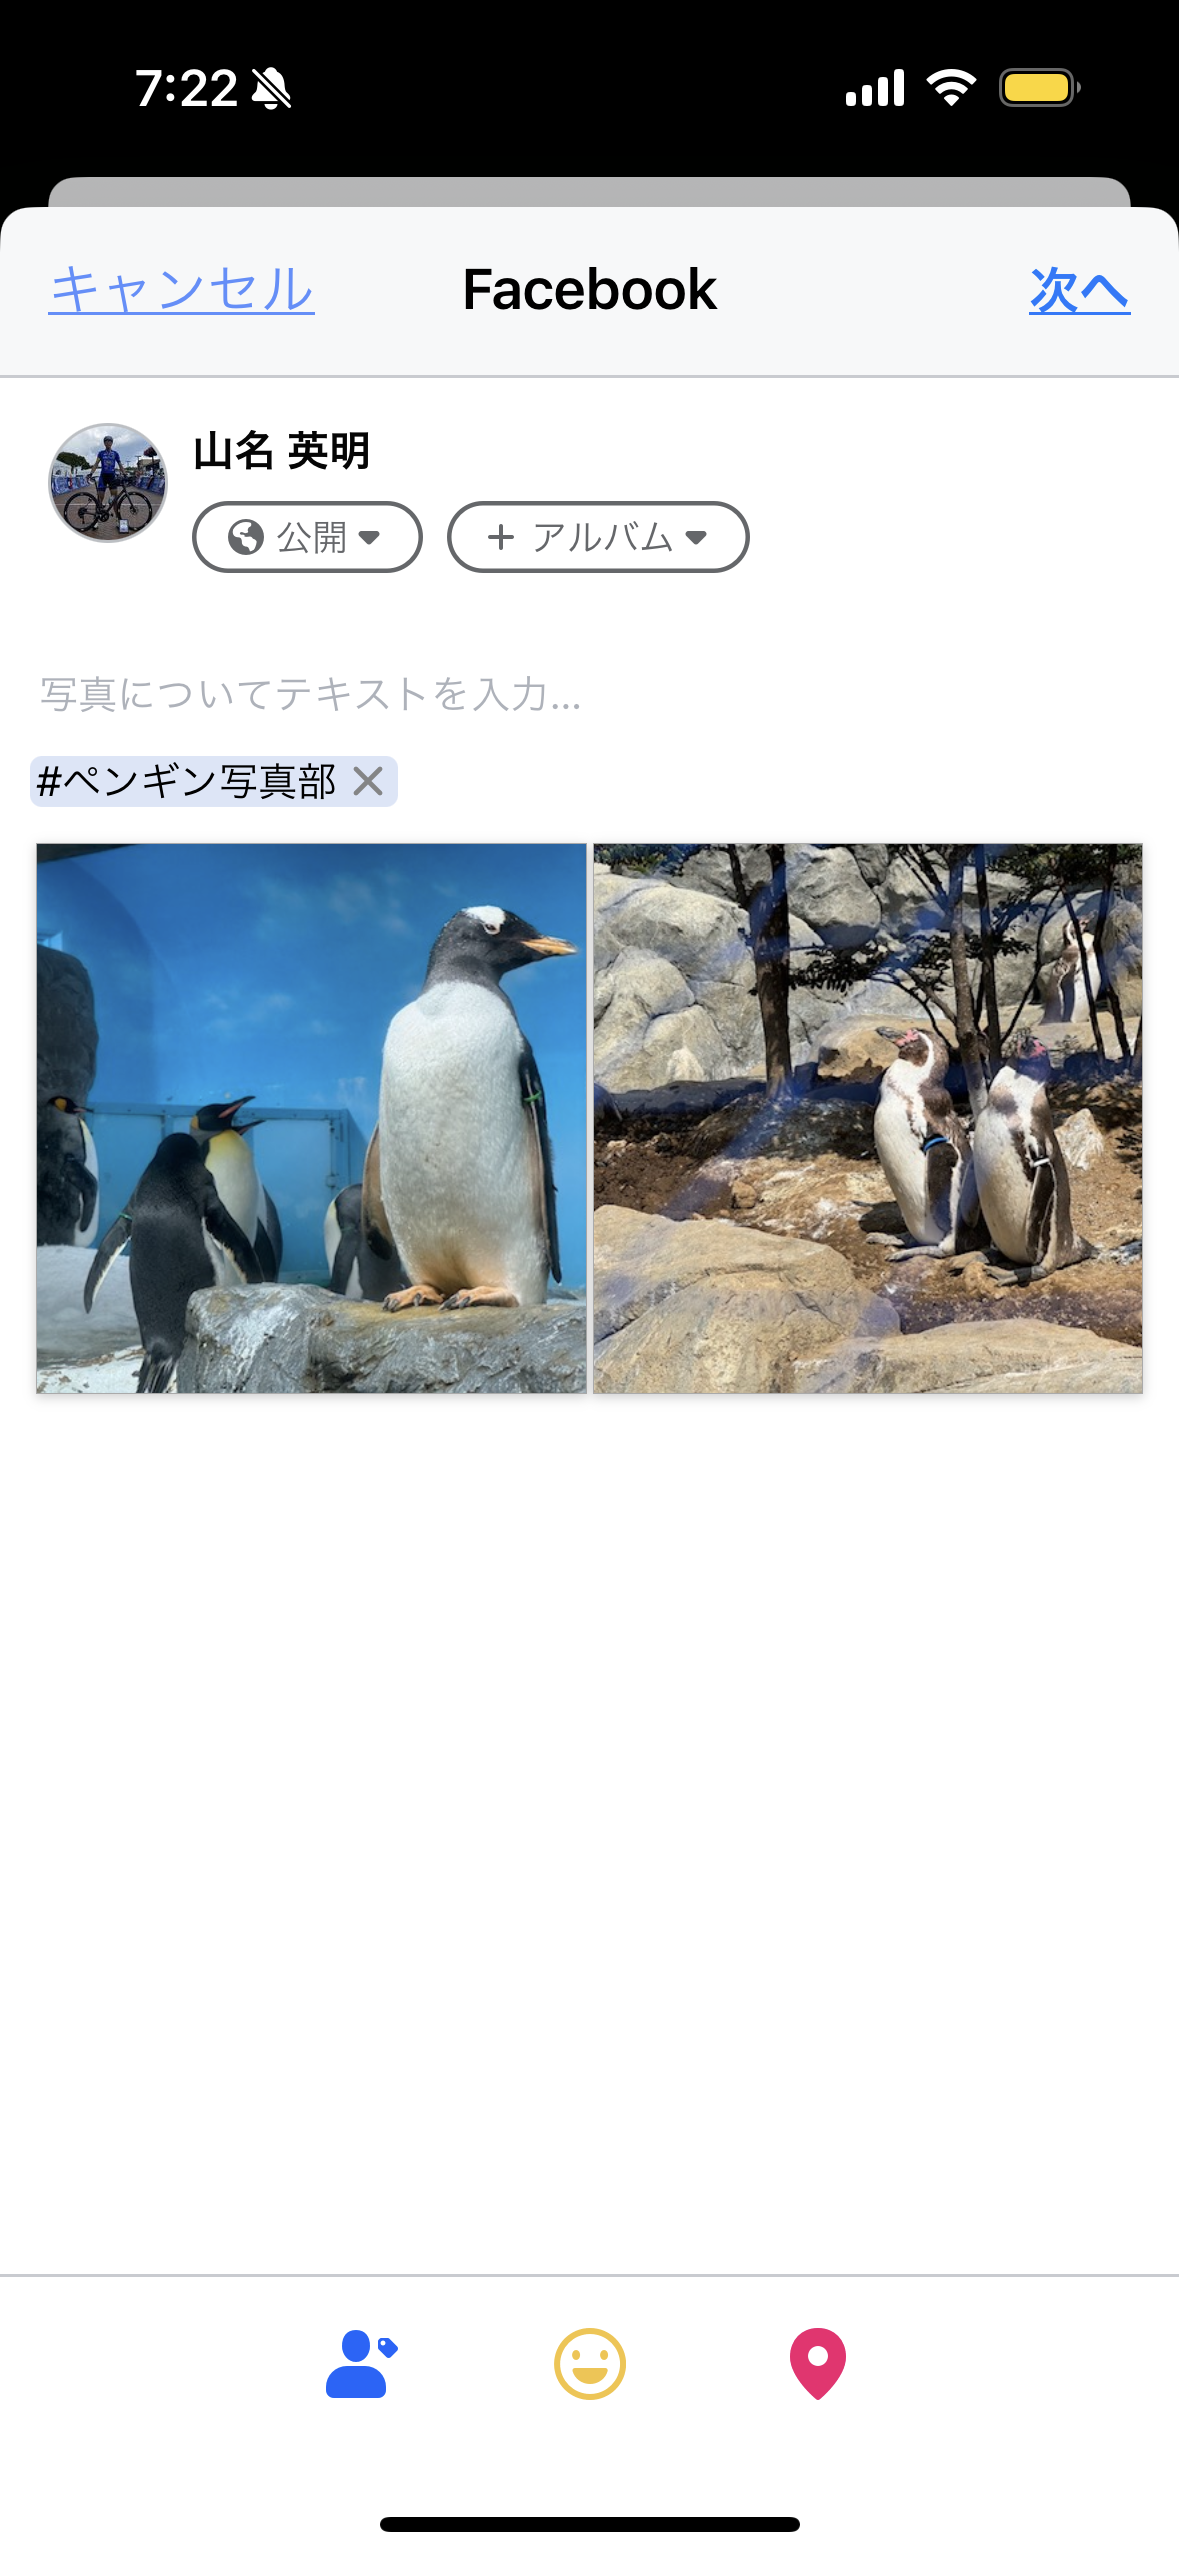 7:22
キャンセル Facebook 次へ
山名 英明
公開 + アルバム
写真についてテキストを入力...
#ペンギン写真部